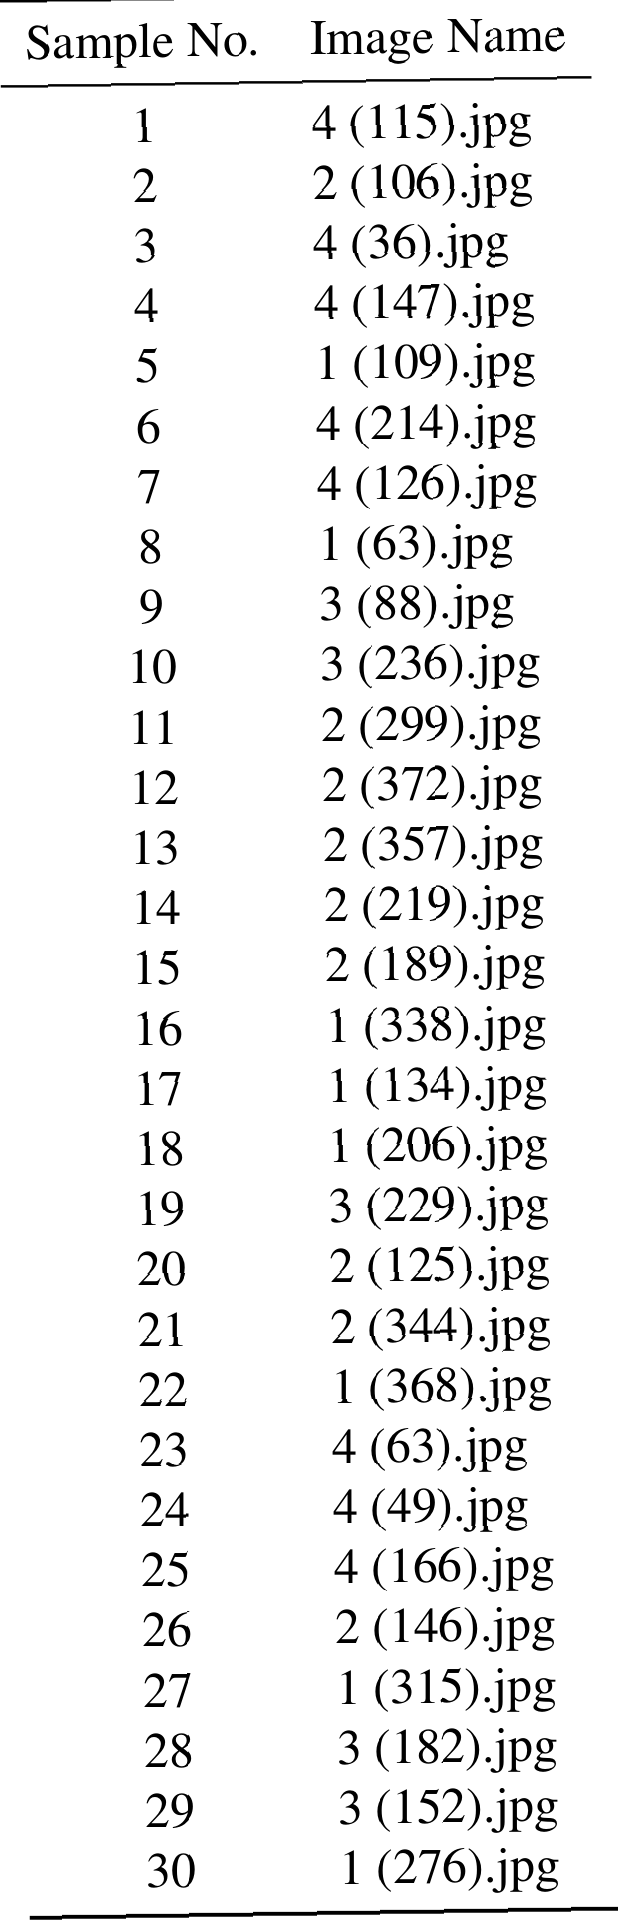 Sample No. Image Name
1 4 (115).jpg
2 2 (106).jpg
3 4 (36).jpg
4 4 (147).jpg
5 1 (109).jpg
6 4 (214).jpg
7 4 (126).jpg
8 1 (63).jpg
9 3 (88).jpg
10 3 (236).jpg
11 2 (299).jpg
12 2 (372).jpg
13 2 (357).jpg
14 2 (219).jpg
15 2 (189).jpg
16 1 (338).jpg
17 1 (134).jpg
18 1 (206).jpg
19 3 (229).jpg
20 2 (125).jpg
21 2 (344).jpg
22 1 (368).jpg
23 4 (63).jpg
24 4 (49).jpg
25 4 (166).jpg
26 2 (146).jpg
27 1 (315).jpg
28 3 (182).jpg
29 3 (152).jpg
30 1 (276).jpg